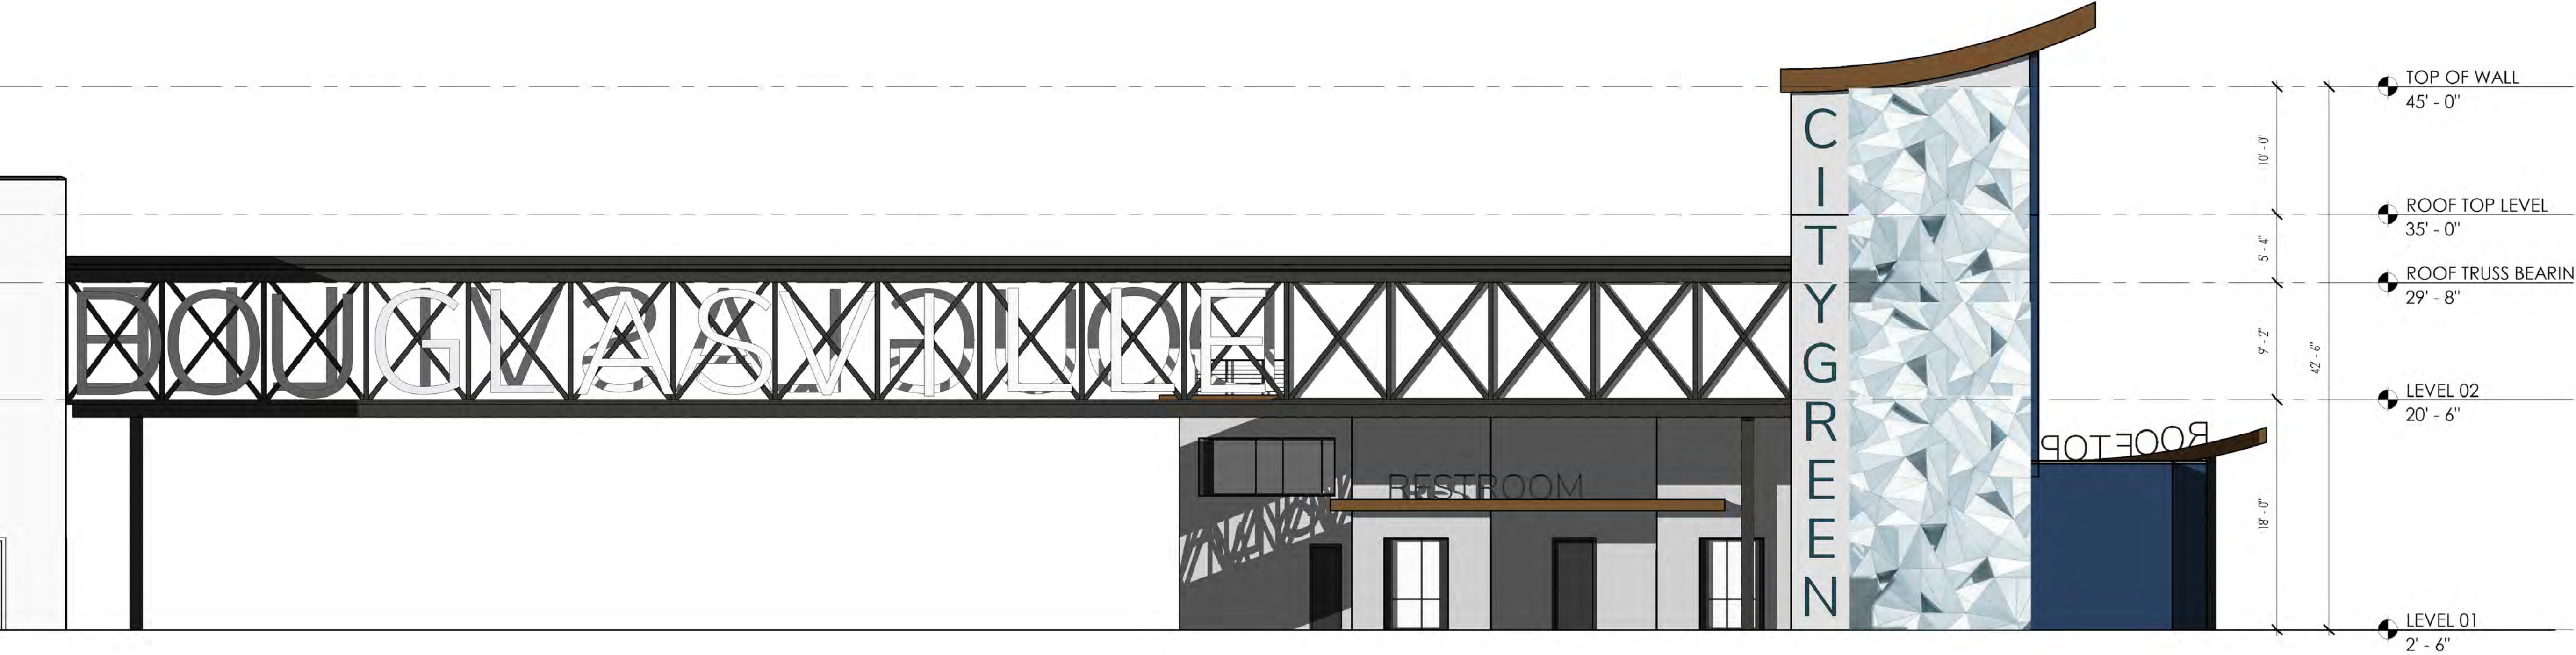 TOP OF WALL
45' - 0"
10' - 0"
ROOF TOP LEVEL
35' - 0"
5' - 4"
ROOF TRUSS BEARIN
29' - 8"
DOUGLASVILLE
9' - 2"
42' - 6"
LEVEL 02
20' - 6"
CITYGREEN
ROOFTOP
RESTROOM
18' - 0"
LEVEL 01
2' - 6"